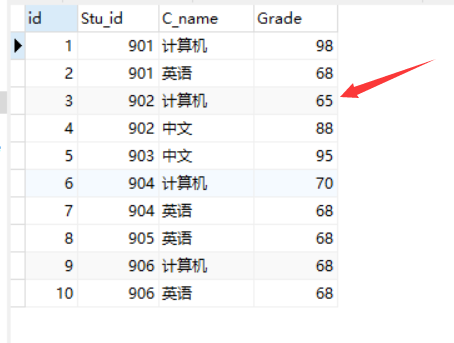 id Stu_id C_name Grade
1 901 计算机 98
2 901 英语 68
3 902 计算机 65
4 902 中文 88
5 903 中文 95
6 904 计算机 70
7 904 英语 68
8 905 英语 68
9 906 计算机 68
10 906 英语 68